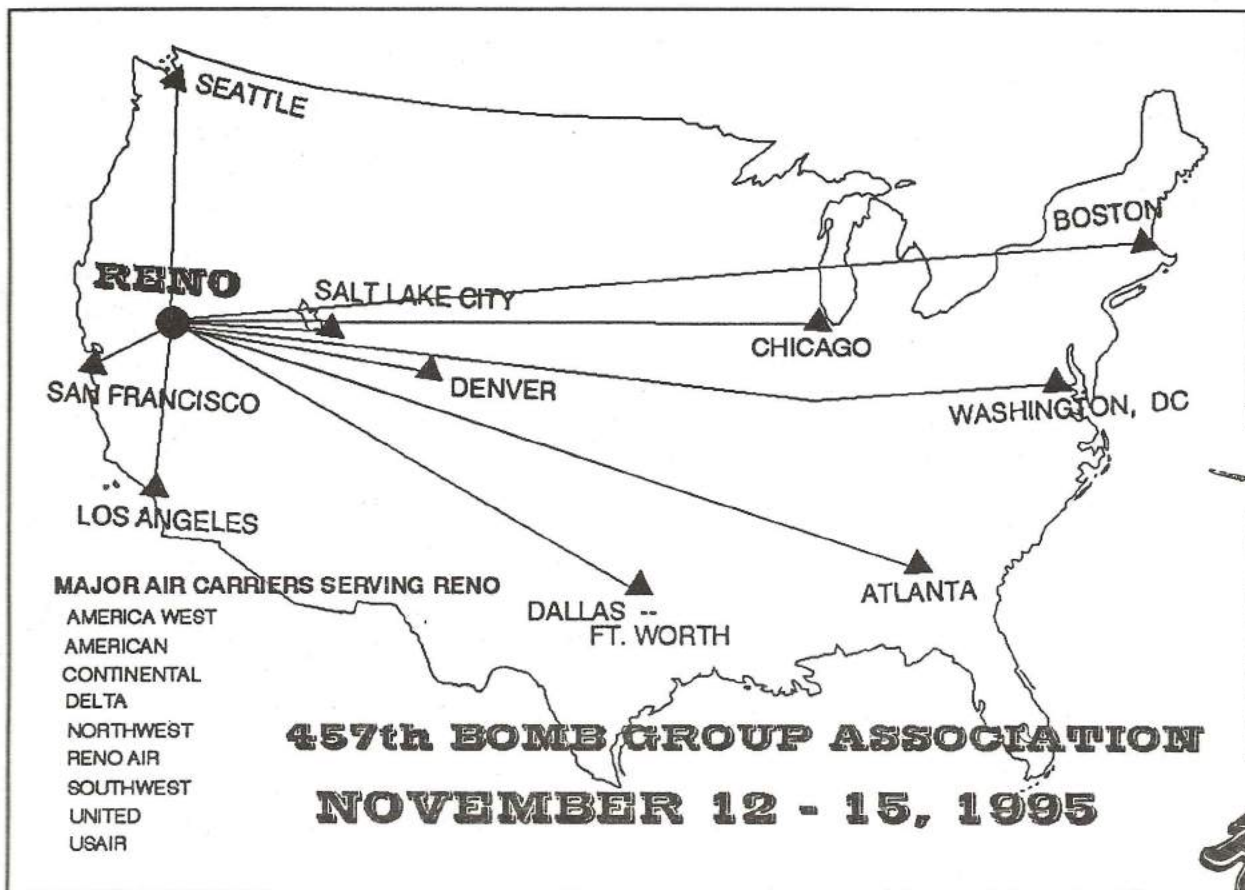 SEATTLE
BOSTON
RENO
SALT LAKE CITY
CHICAGO
SAN FRANCISCO
DENVER
WASHINGTON, DC
LOS ANGELES
DALLAS --
FT. WORTH
ATLANTA
MAJOR AIR CARRIERS SERVING RENO
AMERICA WEST
AMERICAN
CONTINENTAL
DELTA
NORTHWEST
RENO AIR
SOUTHWEST
UNITED
USAIR
457th BOMB GROUP ASSOCIATION
NOVEMBER 12 - 15, 1995